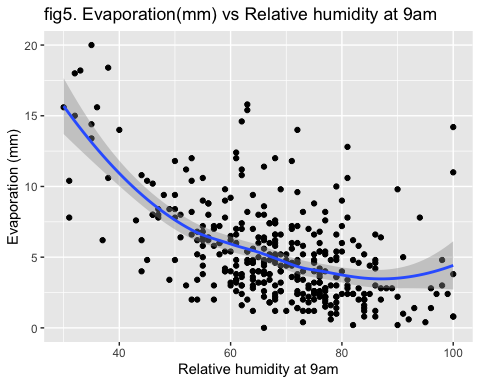 fig5. Evaporation(mm) vs Relative humidity at 9am
20
15
10
5
0
Evaporation (mm)
40 60 80 100
Relative humidity at 9am